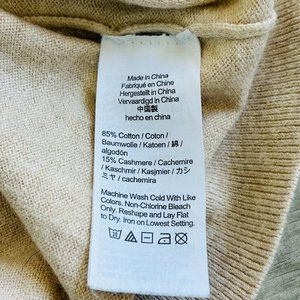 Made in China
Fabriqué en Chine
Hergestellt in China
Vervaardigd in China
中国製
hecho en china
85% Cotton / Coton /
Baumwolle / Katoen / 綿 /
algodón
15% Cashmere / Cachemire
/ Kaschmir / Kasjmier / カシ
ミヤ / cachemira
Machine Wash Cold With Like
Colors. Non-Chlorine Bleach
Only. Reshape and Lay Flat
to Dry. Iron on Lowest Setting.